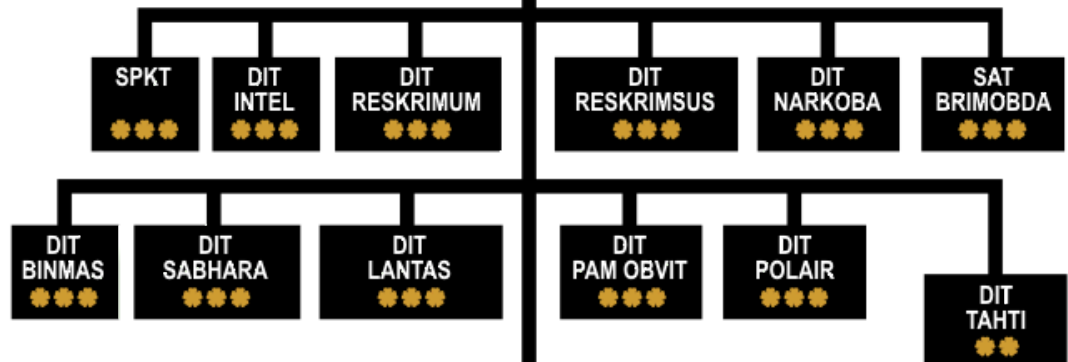 SPKT
DIT
INTEL
DIT
RESKRIMUM
DIT
RESKRIMSUS
DIT
NARKOBA
SAT
BRIMOBDA
DIT
BINMAS
DIT
SABHARA
DIT
LANTAS
DIT
PAM OBVIT
DIT
POLAIR
DIT
TAHTI